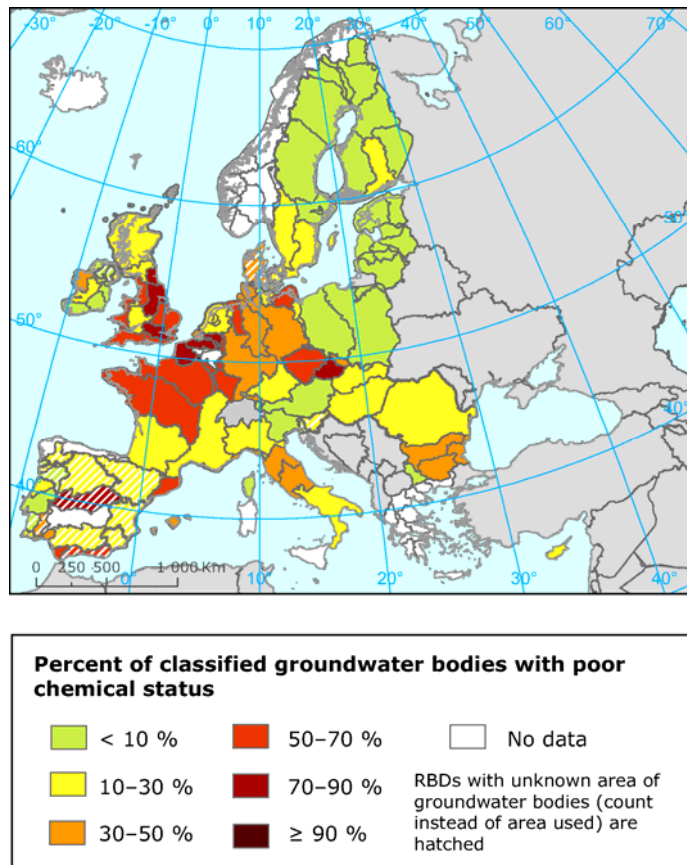 -30° -20° -10° 0° 10° 20° 30° 40° 50° 60° 70°
60°
50°
50°
40°
40°
0 250 500 1 000 Km
0° 10° 20° 30° 40°
Percent of classified groundwater bodies with poor
chemical status
< 10 % 50–70 % No data
10–30 % 70–90 % RBDs with unknown area of
groundwater bodies (count
30–50 % ≥ 90 % instead of area used) are
hatched